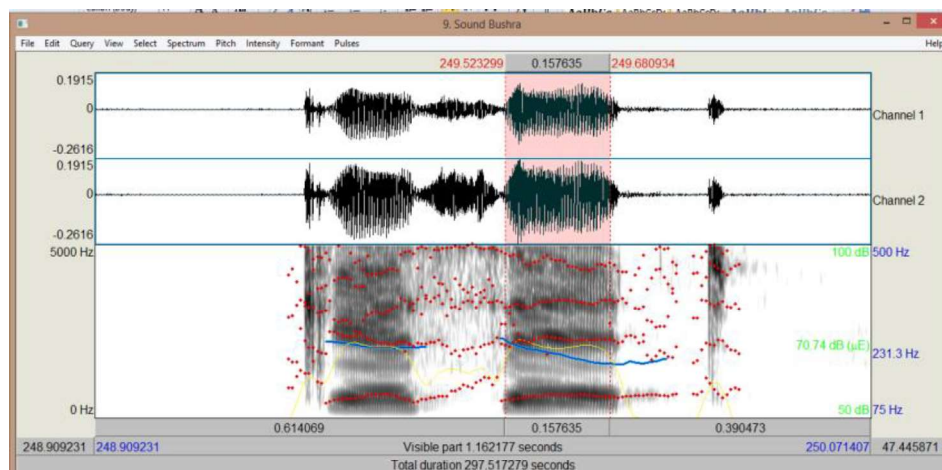 9. Sound Bushra
File Edit Query View Select Spectrum Pitch Intensity Formant Pulses Help
249.523299 0.157635 249.680934
0.1915
0
-0.2616
Channel 1
0.1915
0
-0.2616
Channel 2
5000 Hz 100 dB 500 Hz
70.74 dB (µE) 231.3 Hz
0 Hz 50 dB 75 Hz
0.614069 0.157635 0.390473
248.909231 248.909231 Visible part 1.162177 seconds 250.071407 47.445871
Total duration 297.517279 seconds